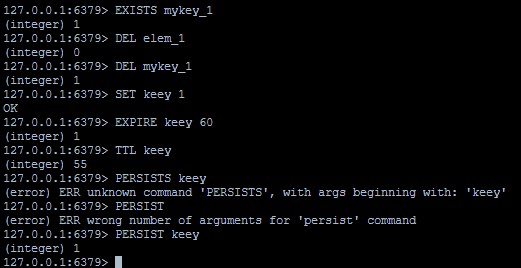 127.0.0.1:6379> EXISTS mykey_1
(integer) 1
127.0.0.1:6379> DEL elem_1
(integer) 0
127.0.0.1:6379> DEL mykey_1
(integer) 1
127.0.0.1:6379> SET keey 1
OK
127.0.0.1:6379> EXPIRE keey 60
(integer) 1
127.0.0.1:6379> TTL keey
(integer) 55
127.0.0.1:6379> PERSISTS keey
(error) ERR unknown command 'PERSISTS', with args beginning with: 'keey'
127.0.0.1:6379> PERSIST
(error) ERR wrong number of arguments for 'persist' command
127.0.0.1:6379> PERSIST keey
(integer) 1
127.0.0.1:6379>